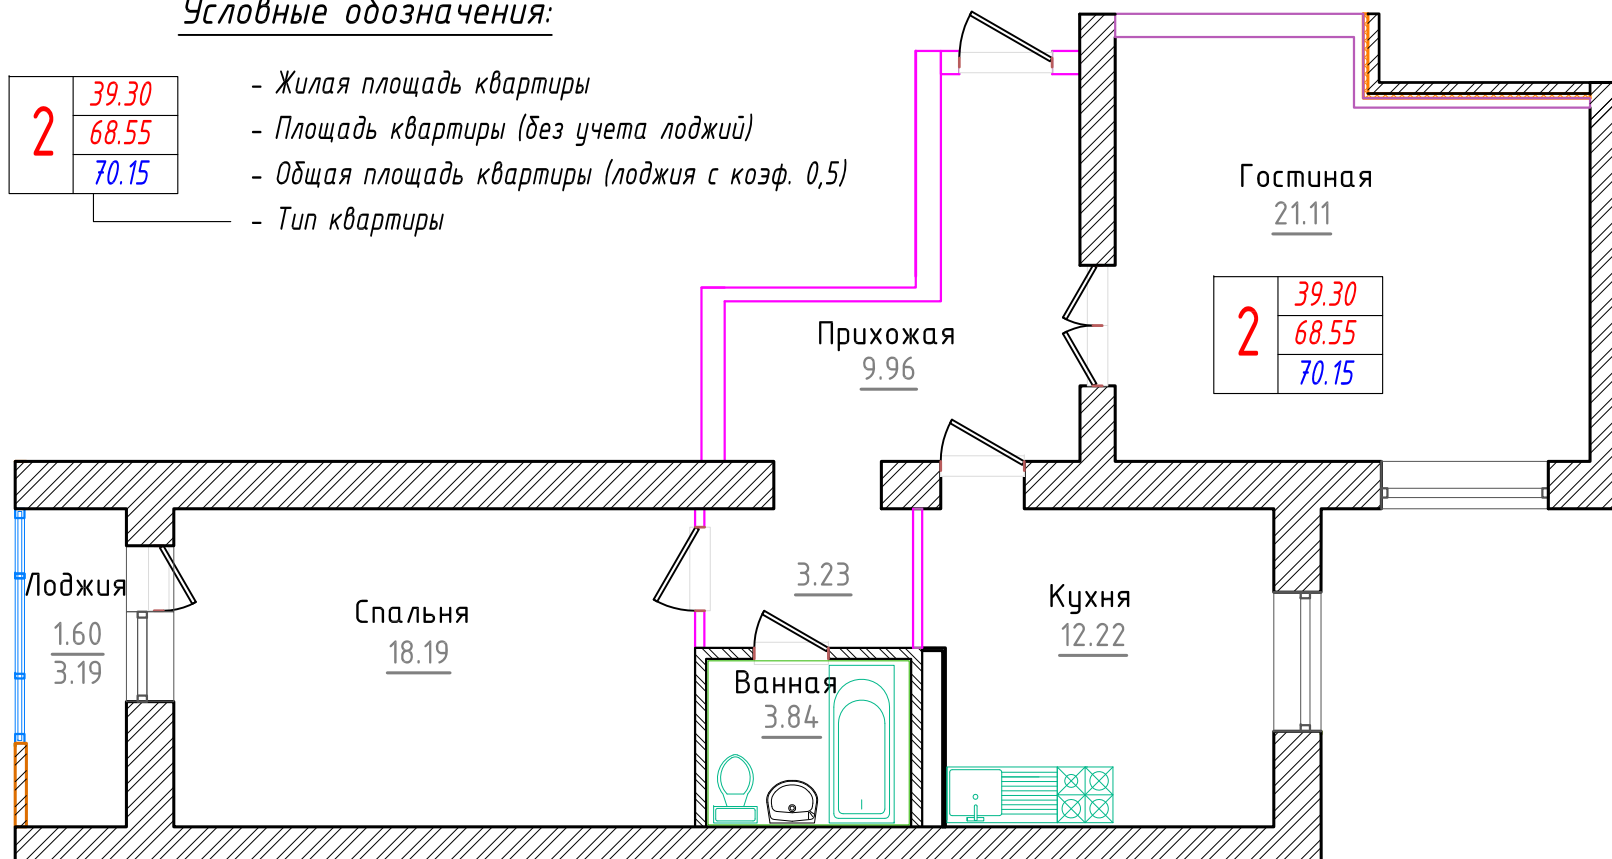 Условные обозначения:
2
39.30
68.55
70.15
- Жилая площадь квартиры
- Площадь квартиры (без учета лоджий)
- Общая площадь квартиры (лоджия с коэф. 0,5)
- Тип квартиры
Гостиная
21.11
2
39.30
68.55
70.15
Прихожая
9.96
Лоджия
1.60
3.19
Спальня
18.19
3.23
Ванная
3.84
Кухня
12.22